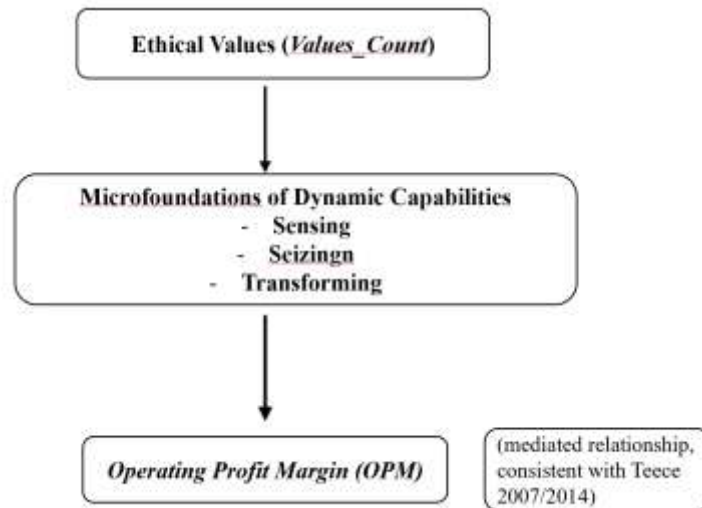 Ethical Values (Values_Count)
Microfoundations of Dynamic Capabilities
- Sensing
- Seizingn
- Transforming
Operating Profit Margin (OPM)
(mediated relationship,
consistent with Teece
2007/2014)